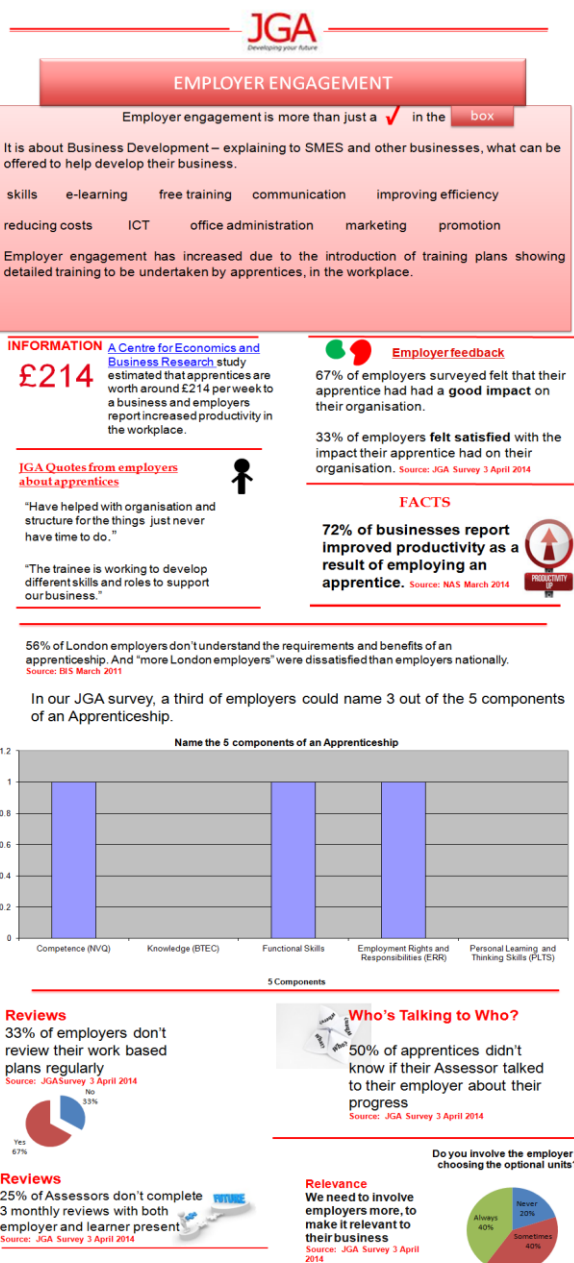 JGA
Developing your future
EMPLOYER ENGAGEMENT
Employer engagement is more than just a ✓ in the box
It is about Business Development – explaining to SMES and other businesses, what can be
offered to help develop their business.
skills e-learning free training communication improving efficiency
reducing costs ICT office administration marketing promotion
Employer engagement has increased due to the introduction of training plans showing
detailed training to be undertaken by apprentices, in the workplace.
INFORMATION
£214
A Centre for Economics and
Business Research study
estimated that apprentices are
worth around £214 per week to
a business and employers
report increased productivity in
the workplace.
JGA Quotes from employers
about apprentices
“Have helped with organisation and
structure for the things just never
have time to do.”
“The trainee is working to develop
different skills and roles to support
our business.”
Employer feedback
67% of employers surveyed felt that their
apprentice had had a good impact on
their organisation.
33% of employers felt satisfied with the
impact their apprentice had on their
organisation. Source: JGA Survey 3 April 2014
FACTS
72% of businesses report
improved productivity as a
result of employing an
apprentice. Source: NAS March 2014
PRODUCTIVITY
UP
56% of London employers don’t understand the requirements and benefits of an
apprenticeship. And “more London employers” were dissatisfied than employers nationally.
Source: BIS March 2011
In our JGA survey, a third of employers could name 3 out of the 5 components
of an Apprenticeship.
Name the 5 components of an Apprenticeship
1.2
1
0.8
0.6
0.4
0.2
0
Competence (NVQ)
Knowledge (BTEC)
Functional Skills
Employment Rights and
Responsibilities (ERR)
Personal Learning and
Thinking Skills (PLTS)
5 Components
Reviews
33% of employers don’t
review their work based
plans regularly
Source: JGASurvey 3 April 2014
No
33%
Yes
67%
Who’s Talking to Who?
50% of apprentices didn’t
know if their Assessor talked
to their employer about their
progress
Source: JGA Survey 3 April 2014
Reviews
25% of Assessors don’t complete
3 monthly reviews with both
employer and learner present
Source: JGA Survey 3 April 2014
FUTURE
Relevance
We need to involve
employers more, to
make it relevant to
their business
Source: JGA Survey 3 April
2014
Do you involve the employer
choosing the optional units?
Never
20%
Always
40%
Sometimes
40%